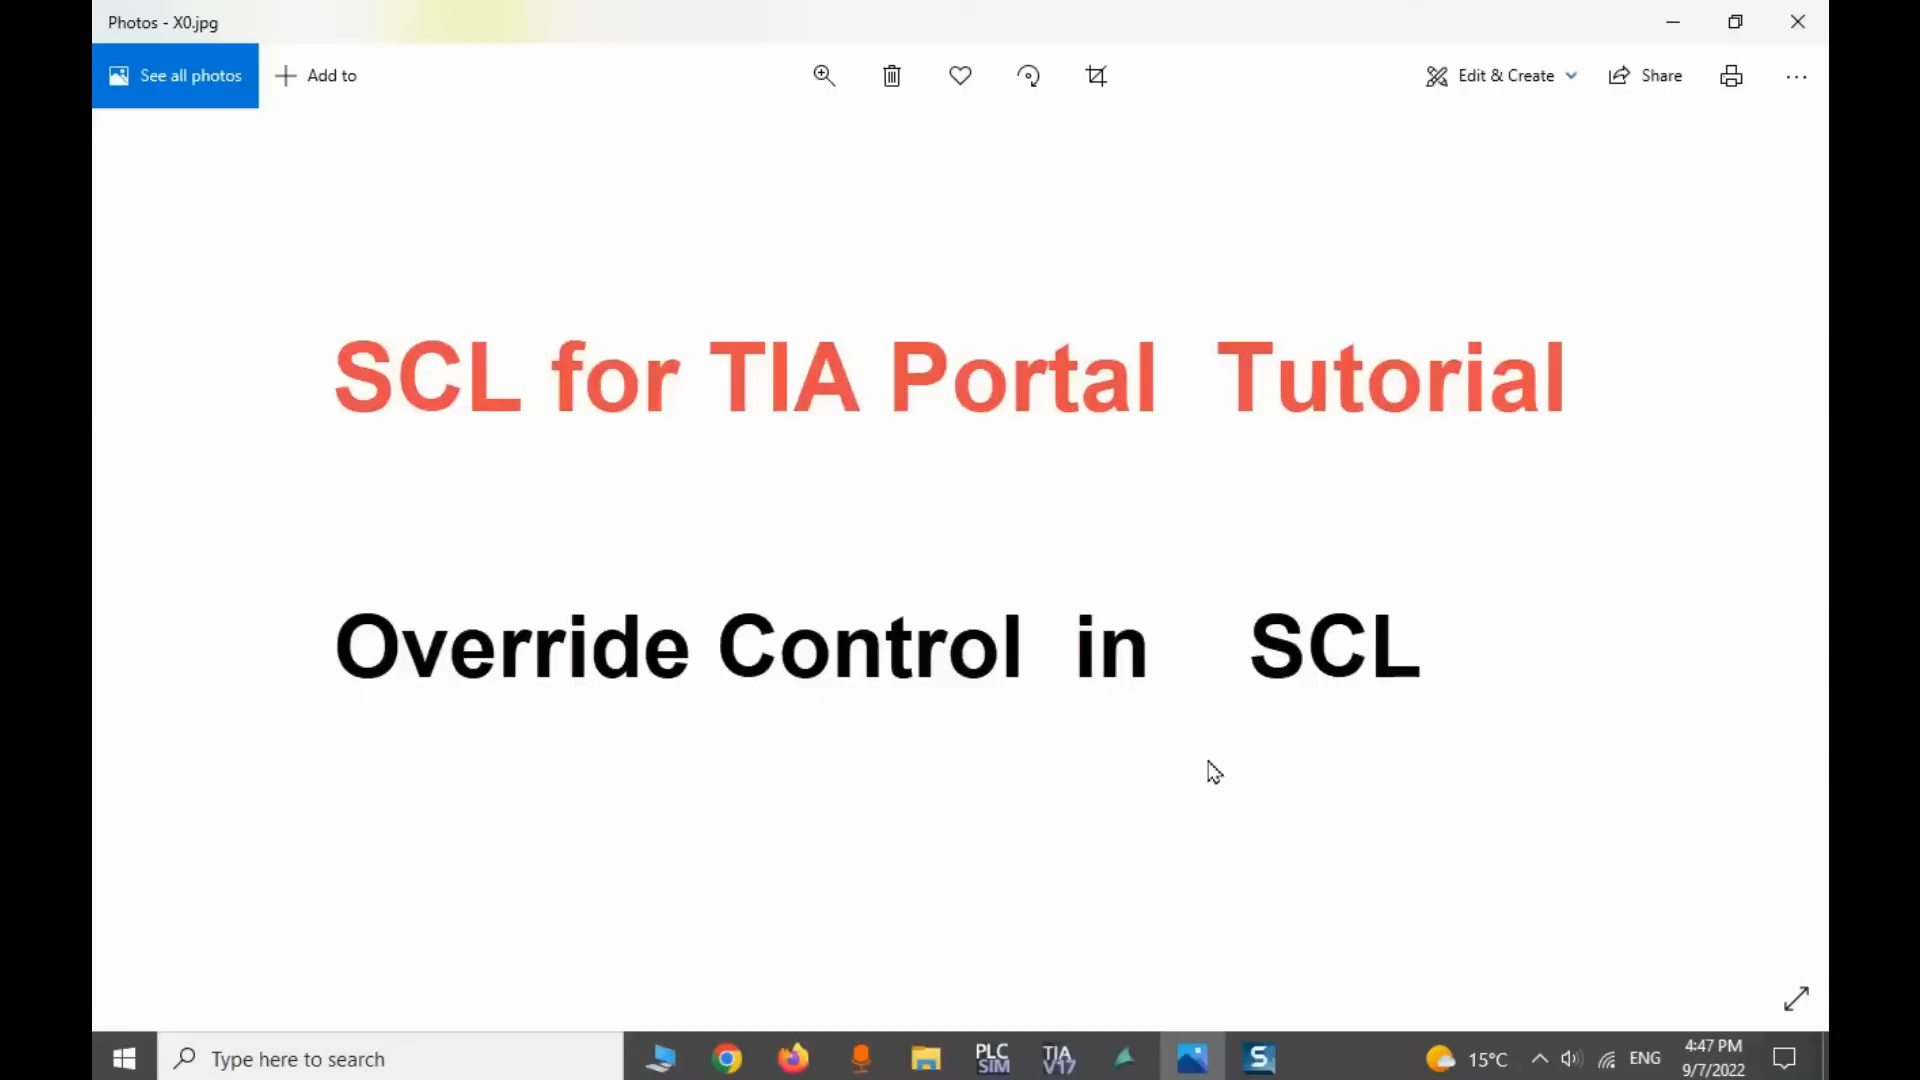 Photos - X0.jpg
See all photos
Add to
Edit & Create
Share
SCL for TIA Portal Tutorial
Override Control in SCL
Type here to search
PLC
SIM
TIA
V17
S
15°C
ENG
4:47 PM
9/7/2022